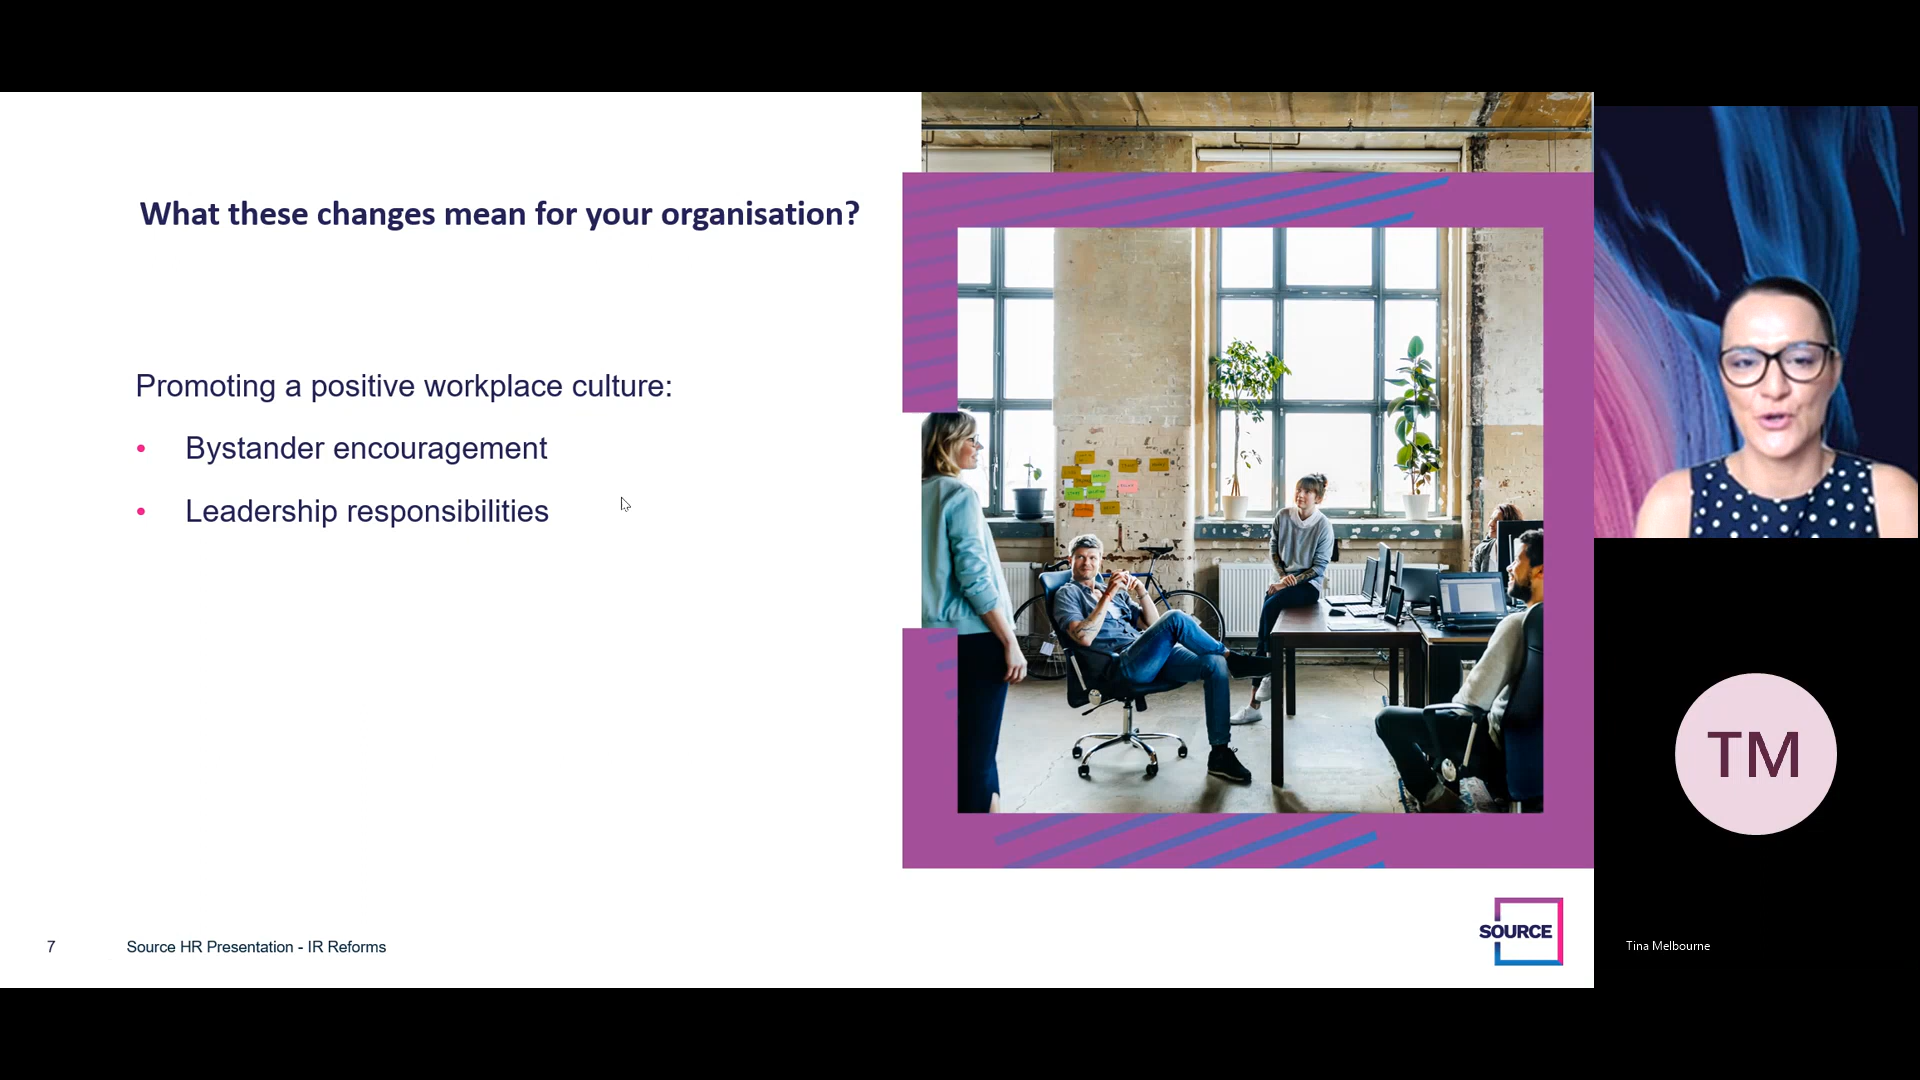 What these changes mean for your organisation?
Promoting a positive workplace culture:
• Bystander encouragement
• Leadership responsibilities
TM
7
Source HR Presentation - IR Reforms
SOURCE
Tina Melbourne